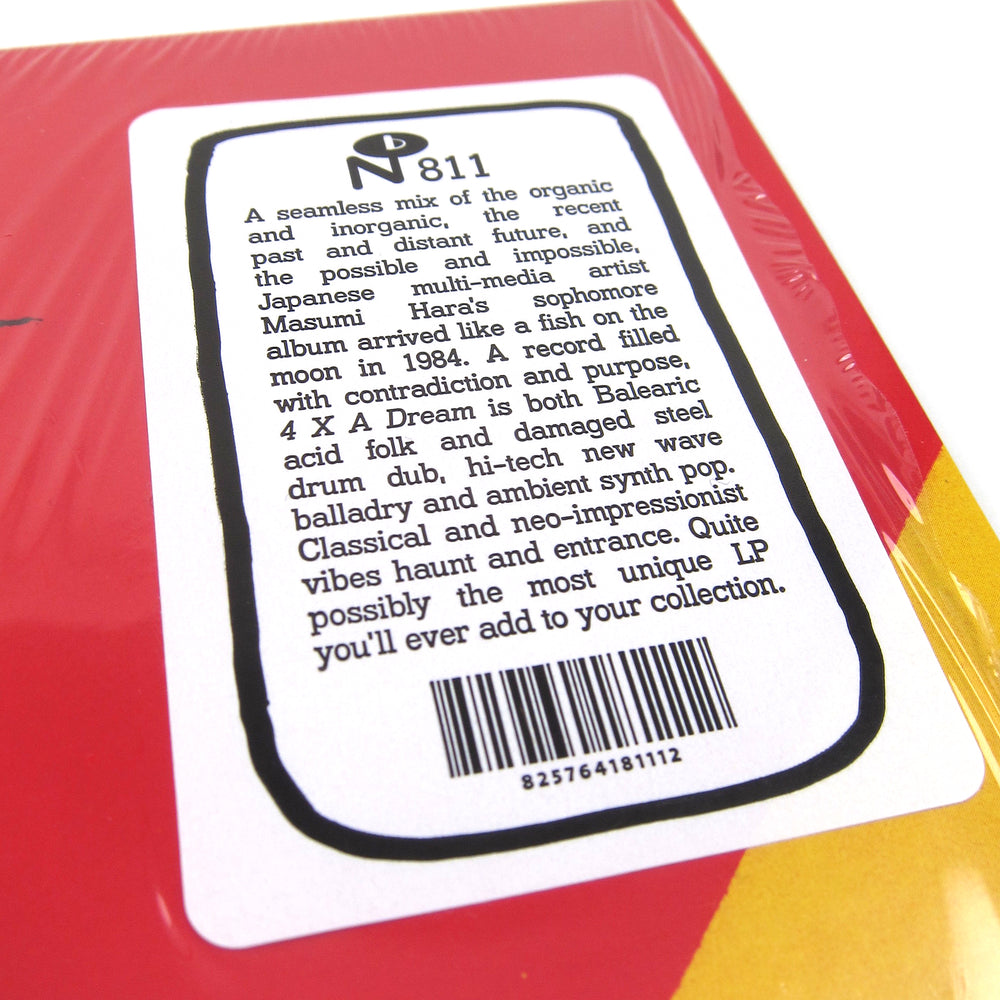 N 811
A seamless mix of the organic
and inorganic, the recent
past and distant future, and
the possible and impossible,
Japanese multi-media artist
Masumi Hara's sophomore
album arrived like a fish on the
moon in 1984. A record filled
with contradiction and purpose,
4 X A Dream is both Balearic
acid folk and damaged steel
drum dub, hi-tech new wave
balladry and ambient synth pop.
Classical and neo-impressionist
vibes haunt and entrance. Quite
possibly the most unique LP
you'll ever add to your collection.
825764181112